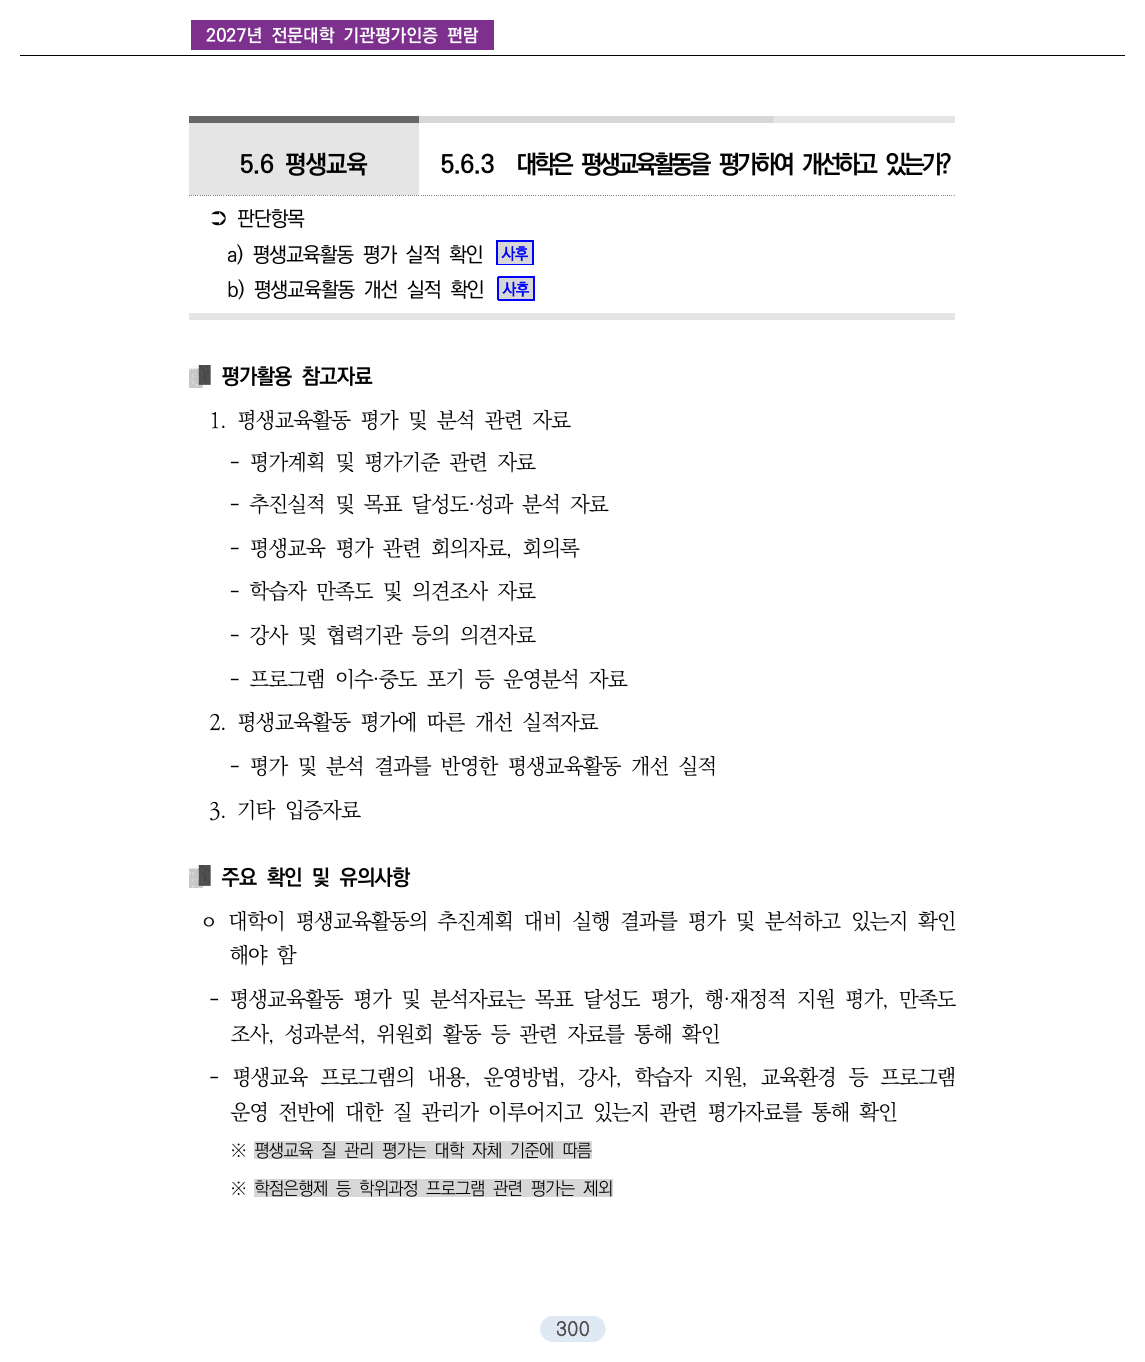 2027년 전문대학 기관평가인증 편람
5.6 평생교육
5.6.3 대학은 평생교육활동을 평가하여 개선하고 있는가?
➲ 판단항목
a) 평생교육활동 평가 실적 확인 사후
b) 평생교육활동 개선 실적 확인 사후
평가활용 참고자료
1. 평생교육활동 평가 및 분석 관련 자료
- 평가계획 및 평가기준 관련 자료
- 추진실적 및 목표 달성도·성과 분석 자료
- 평생교육 평가 관련 회의자료, 회의록
- 학습자 만족도 및 의견조사 자료
- 강사 및 협력기관 등의 의견자료
- 프로그램 이수·중도 포기 등 운영분석 자료
2. 평생교육활동 평가에 따른 개선 실적자료
- 평가 및 분석 결과를 반영한 평생교육활동 개선 실적
3. 기타 입증자료
주요 확인 및 유의사항
ㅇ 대학이 평생교육활동의 추진계획 대비 실행 결과를 평가 및 분석하고 있는지 확인
해야 함
- 평생교육활동 평가 및 분석자료는 목표 달성도 평가, 행·재정적 지원 평가, 만족도
조사, 성과분석, 위원회 활동 등 관련 자료를 통해 확인
- 평생교육 프로그램의 내용, 운영방법, 강사, 학습자 지원, 교육환경 등 프로그램
운영 전반에 대한 질 관리가 이루어지고 있는지 관련 평가자료를 통해 확인
※ 평생교육 질 관리 평가는 대학 자체 기준에 따름
※ 학점은행제 등 학위과정 프로그램 관련 평가는 제외
300